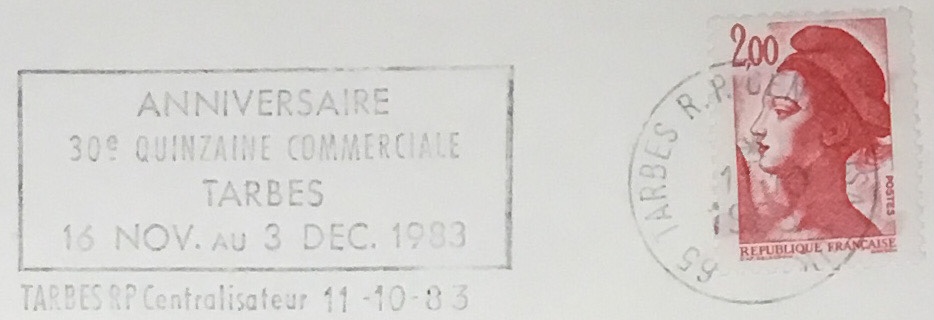 ANNIVERSAIRE
30e QUINZAINE COMMERCIALE
TARBES
16 NOV. AU 3 DEC. 1983
TARBES RP Centralisateur 11-10-83
2,00
65 TARBES R.P.
POSTES
REPUBLIQUE FRANÇAISE